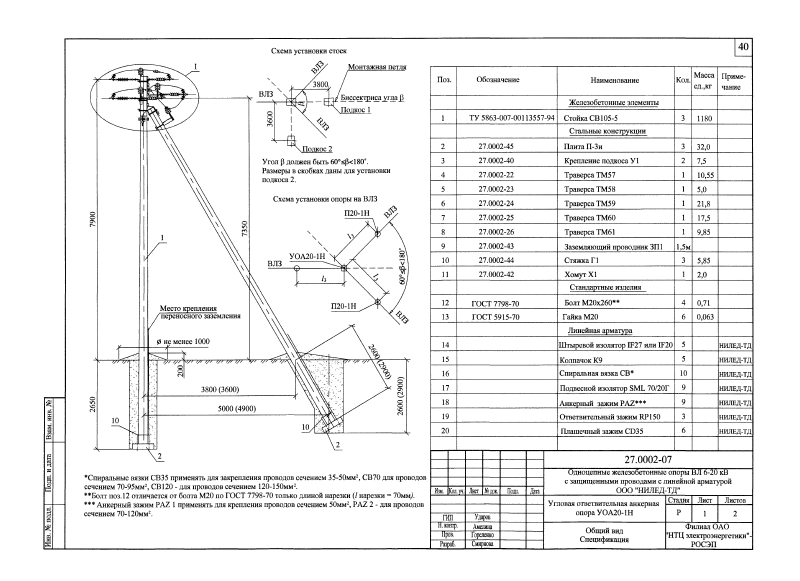 40
Схема установки стоек
ВЛЗ
Монтажная петля
3800
ВЛЗ
Биссектриса угла β
β
Подкос 1
3600
ВЛЗ
Подкос 2
Угол β должен быть 60°≤β<180°.
Размеры в скобках даны для установки
подкоса 2.
Схема установки опоры на ВЛЗ
П20-1Н
ВЛЗ
УОА20-1Н
ВЛЗ
60°≤β<180°
П20-1Н
ВЛЗ
1
7900
7350
1
Место крепления
переносного заземления
ø не менее 1000
200
3800 (3600)
5000 (4900)
2650
2600 (2900)
2600 (2900)
10
10
2
2
*Спиральные вязки СВ35 применять для закрепления проводов сечением 35-50мм², СВ70 для проводов
сечением 70-95мм², СВ120 - для проводов сечением 120-150мм².
**Болт поз.12 отличается от болта М20 по ГОСТ 7798-70 только длиной нарезки (l нарезки = 70мм).
*** Анкерный зажим PAZ 1 применять для крепления проводов сечением 50мм², PAZ 2 - для проводов
сечением 70-120мм².
Поз. Обозначение Наименование Кол. Масса ед.,кг Приме-чание
Железобетонные элементы
1 ТУ 5863-007-00113557-94 Стойка СВ105-5 3 1180
Стальные конструкции
2 27.0002-45 Плита П-3и 3 32,0
3 27.0002-40 Крепление подкоса У1 2 7,5
4 27.0002-22 Траверса ТМ57 1 10,55
5 27.0002-23 Траверса ТМ58 1 5,0
6 27.0002-24 Траверса ТМ59 1 21,8
7 27.0002-25 Траверса ТМ60 1 17,5
8 27.0002-26 Траверса ТМ61 1 9,85
9 27.0002-43 Заземляющий проводник ЗП1 1,5м
10 27.0002-44 Стяжка Г1 3 5,85
11 27.0002-42 Хомут Х1 1 2,0
Стандартные изделия
12 ГОСТ 7798-70 Болт М20х260** 4 0,71
13 ГОСТ 5915-70 Гайка М20 6 0,063
Линейная арматура
14 Штыревой изолятор IF27 или IF20 5 НИЛЕД-ТД
15 Колпачок К9 5 НИЛЕД-ТД
16 Спиральная вязка СВ* 10 НИЛЕД-ТД
17 Подвесной изолятор SML 70/20Г 9 НИЛЕД-ТД
18 Анкерный зажим PAZ*** 9 НИЛЕД-ТД
19 Ответвительный зажим RP150 3 НИЛЕД-ТД
20 Плашечный зажим CD35 6 НИЛЕД-ТД
27.0002-07
Одноцепные железобетонные опоры ВЛ 6-20 кВ
с защищенными проводами с линейной арматурой
ООО "НИЛЕД-ТД"
Изм. Кол.уч. Лист № док. Подп. Дата
Угловая ответвительная анкерная
опора УОА20-1Н
Стадия Лист Листов
Р 1 2
ГИП Ударов
Н. контр. Амелина
Пров. Гореленко
Разраб. Смирнова
Общий вид
Спецификация
Филиал ОАО
"НТЦ электроэнергетики"-
РОСЭП
Взам. инв. №
Подп. и дата
Инв. № подл.